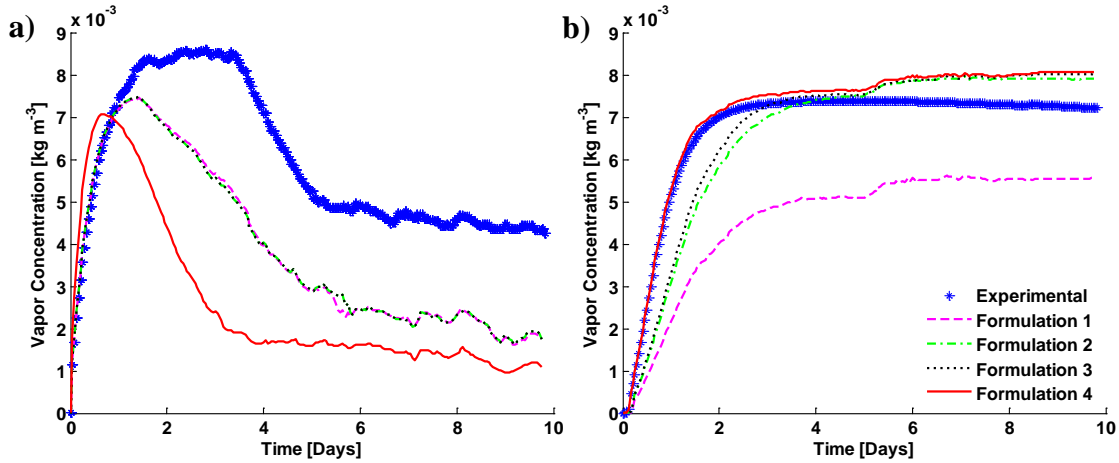 a)
x 10⁻³
9
8
7
6
5
4
3
2
1
0
Vapor Concentration [kg m⁻³]
0 2 4 6 8 10
Time [Days]
b)
x 10⁻³
9
8
7
6
5
4
3
2
1
0
Vapor Concentration [kg m⁻³]
0 2 4 6 8 10
Time [Days]
Experimental
Formulation 1
Formulation 2
Formulation 3
Formulation 4